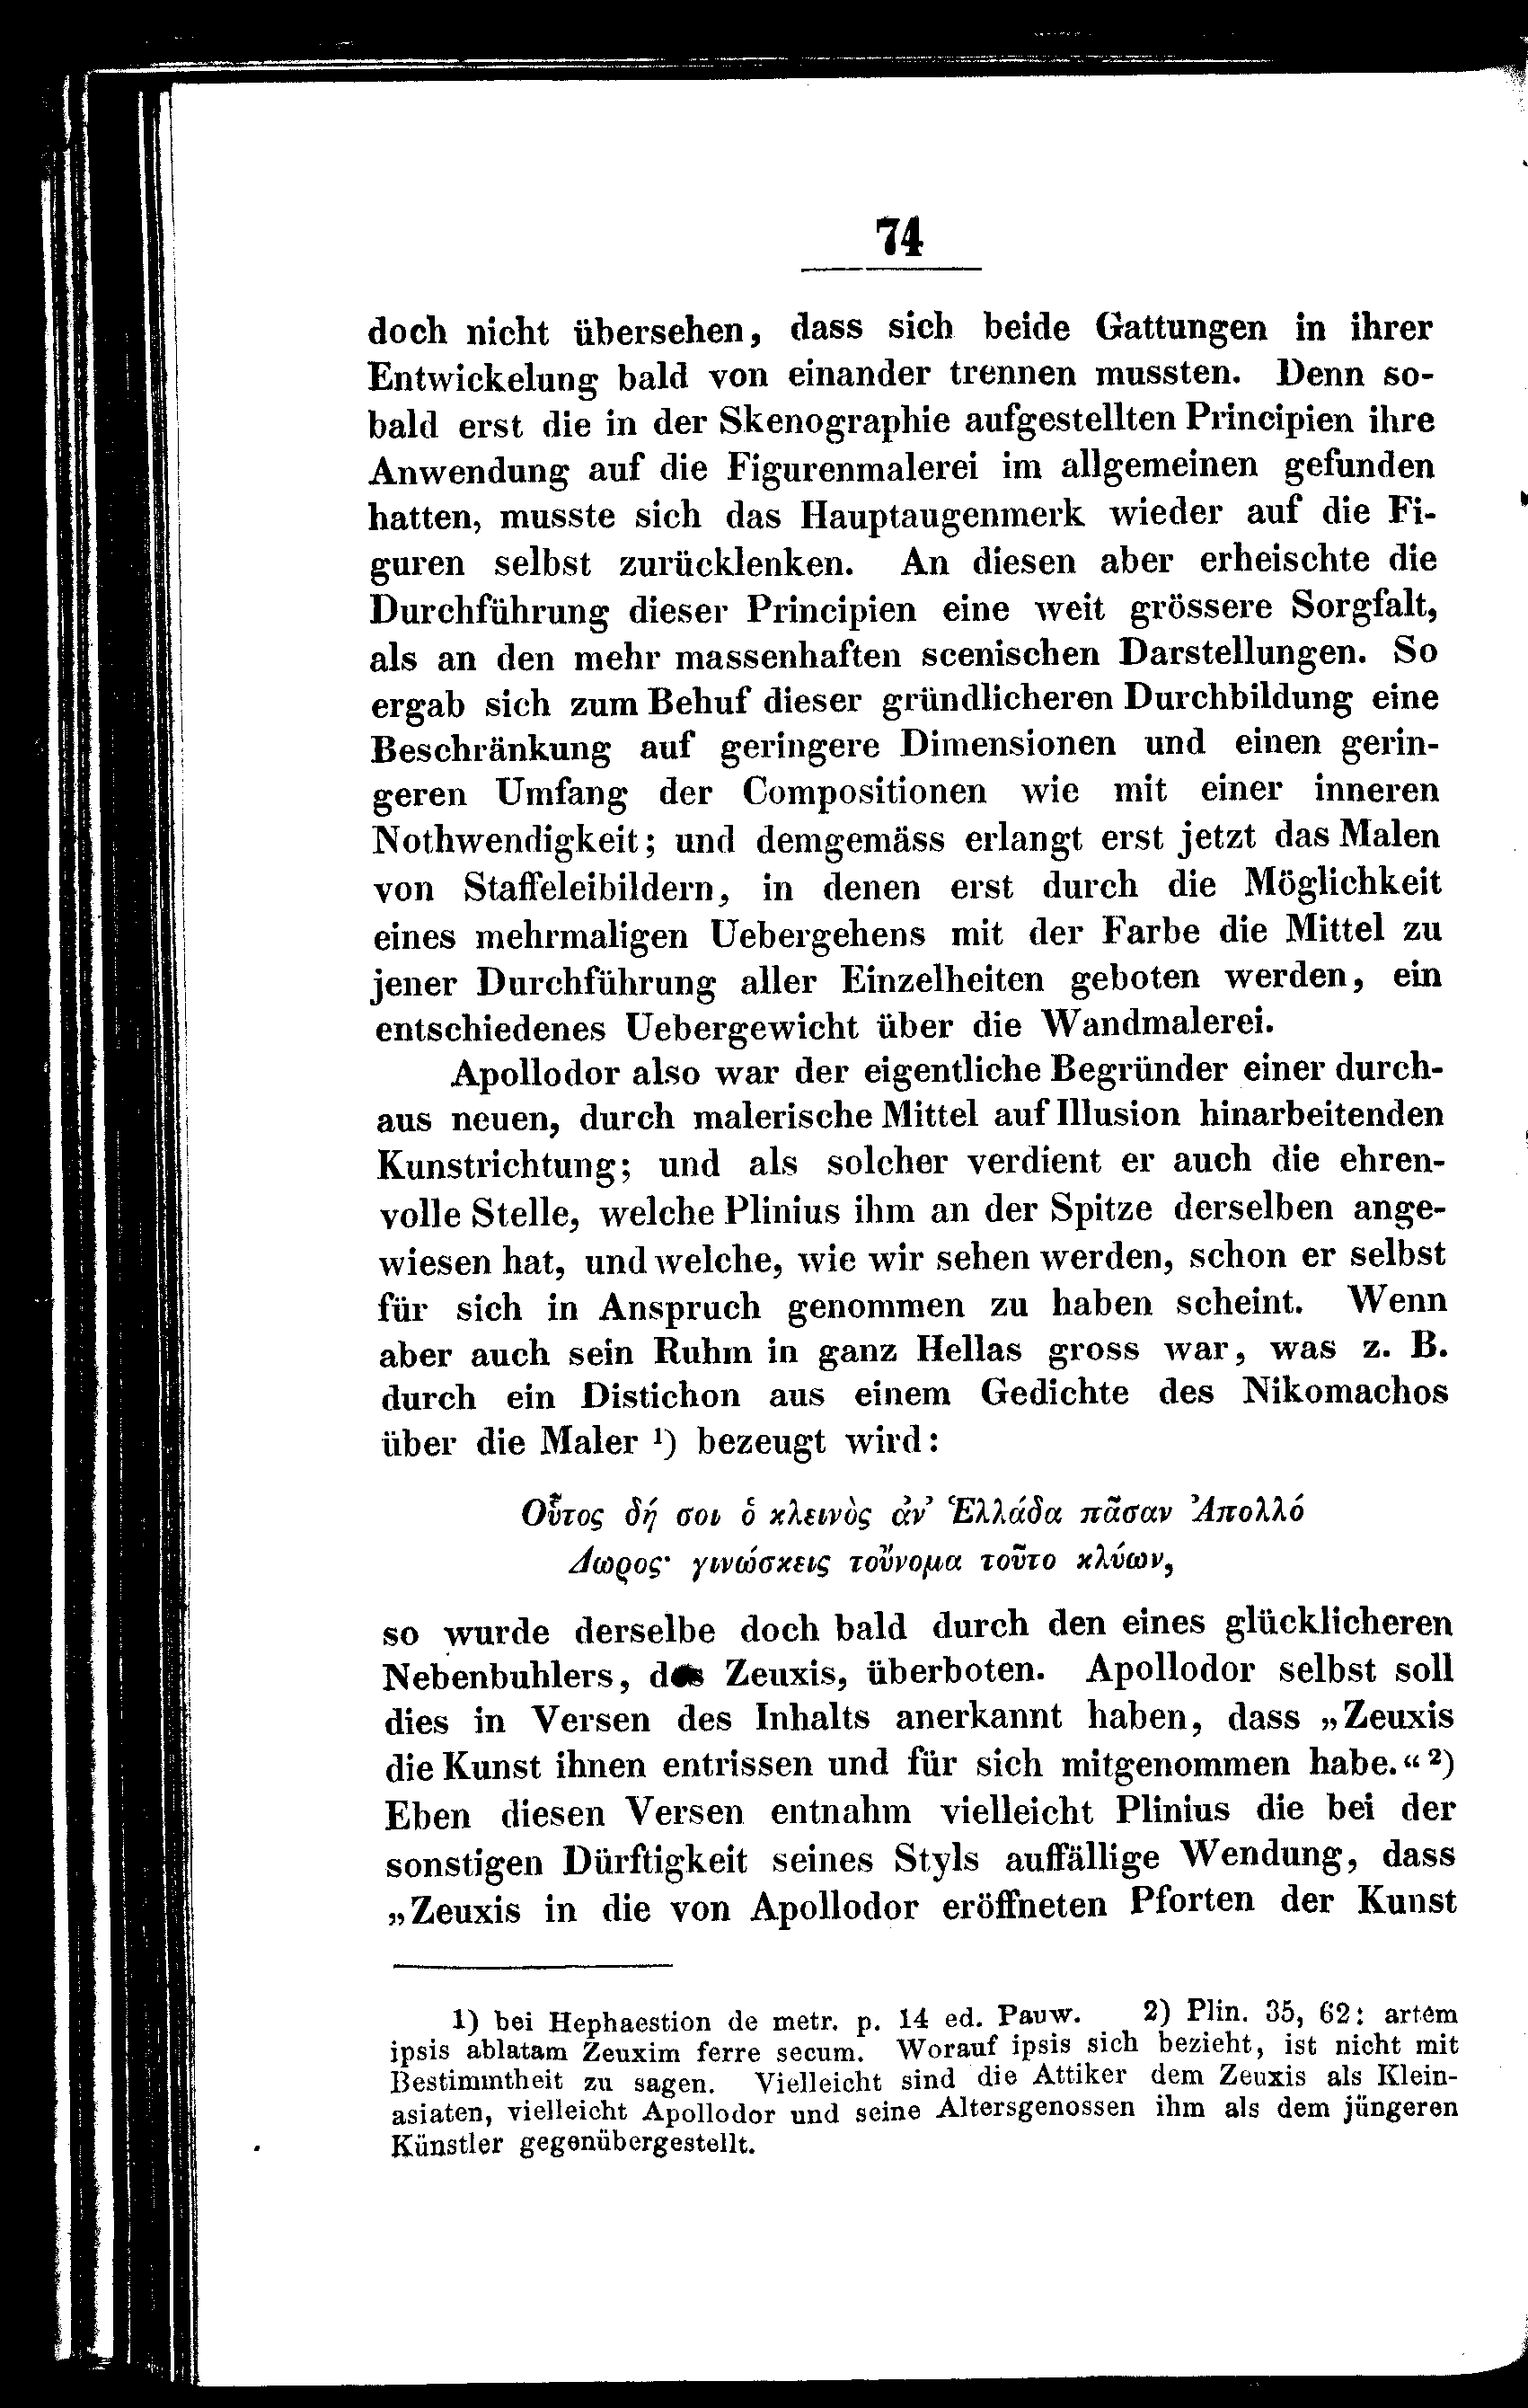 74
doch nicht übersehen, dass sich beide Gattungen in ihrer
Entwickelung bald von einander trennen mussten. Denn so-
bald erst die in der Skenographie aufgestellten Principien ihre
Anwendung auf die Figurenmalerei im allgemeinen gefunden
hatten, musste sich das Hauptaugenmerk wieder auf die Fi-
guren selbst zurücklenken. An diesen aber erheischte die
Durchführung dieser Principien eine weit grössere Sorgfalt,
als an den mehr massenhaften scenischen Darstellungen. So
ergab sich zum Behuf dieser gründlicheren Durchbildung eine
Beschränkung auf geringere Dimensionen und einen gerin-
geren Umfang der Compositionen wie mit einer inneren
Nothwendigkeit; und demgemäss erlangt erst jetzt das Malen
von Staffeleibildern, in denen erst durch die Möglichkeit
eines mehrmaligen Uebergehens mit der Farbe die Mittel zu
jener Durchführung aller Einzelheiten geboten werden, ein
entschiedenes Uebergewicht über die Wandmalerei.
Apollodor also war der eigentliche Begründer einer durch-
aus neuen, durch malerische Mittel auf Illusion hinarbeitenden
Kunstrichtung; und als solcher verdient er auch die ehren-
volle Stelle, welche Plinius ihm an der Spitze derselben ange-
wiesen hat, und welche, wie wir sehen werden, schon er selbst
für sich in Anspruch genommen zu haben scheint. Wenn
aber auch sein Ruhm in ganz Hellas gross war, was z. B.
durch ein Distichon aus einem Gedichte des Nikomachos
über die Maler ¹) bezeugt wird:
Οὗτος δή σοι ὁ κλεινὸς ἀν᾽ Ἑλλάδα πᾶσαν Ἀπολλό
Δωρος· γινώσκεις τοὔνομα τοῦτο κλύων,
so wurde derselbe doch bald durch den eines glücklicheren
Nebenbuhlers, des Zeuxis, überboten. Apollodor selbst soll
dies in Versen des Inhalts anerkannt haben, dass „Zeuxis
die Kunst ihnen entrissen und für sich mitgenommen habe.“ ²)
Eben diesen Versen entnahm vielleicht Plinius die bei der
sonstigen Dürftigkeit seines Styls auffällige Wendung, dass
„Zeuxis in die von Apollodor eröffneten Pforten der Kunst
1) bei Hephaestion de metr. p. 14 ed. Pauw. 2) Plin. 35, 62: artem
ipsis ablatam Zeuxim ferre secum. Worauf ipsis sich bezieht, ist nicht mit
Bestimmtheit zu sagen. Vielleicht sind die Attiker dem Zeuxis als Klein-
asiaten, vielleicht Apollodor und seine Altersgenossen ihm als dem jüngeren
Künstler gegenübergestellt.